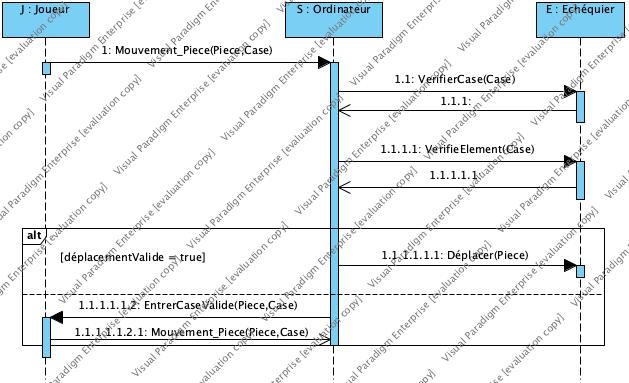 J : Joueur
S : Ordinateur
E : Echéquier
1: Mouvement_Piece(Piece,Case)
1.1: VerifierCase(Case)
1.1.1:
1.1.1.1: VerifieElement(Case)
1.1.1.1.1:
alt
[déplacementValide = true]
1.1.1.1.1.1: Déplacer(Piece)
1.1.1.1.1.2: EntrerCaseValide(Piece,Case)
1.1.1.1.1.2.1: Mouvement_Piece(Piece,Case)
Visual Paradigm Enterprise [evaluation copy]